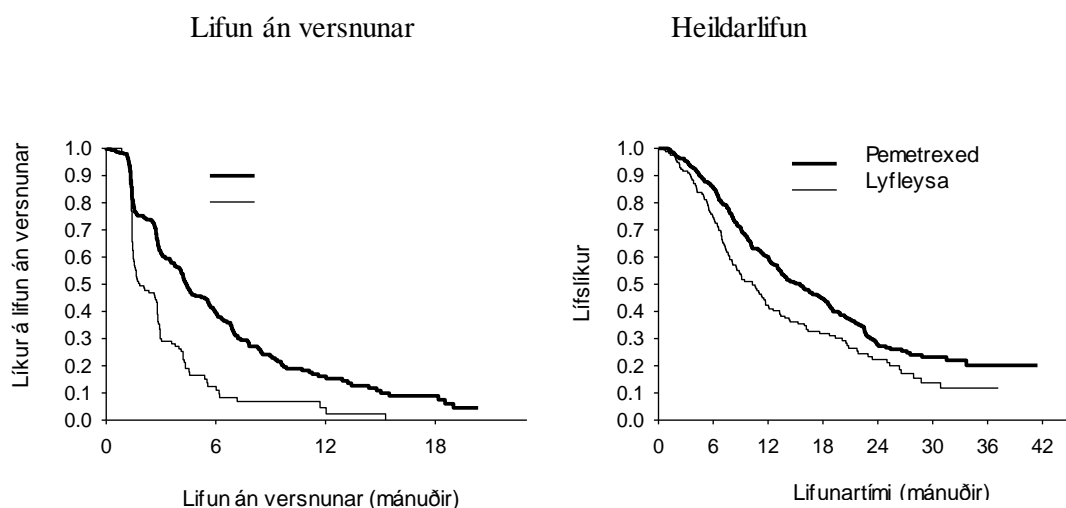 Lifun án versnunar
Heildarlifun
Líkur á lifun án versnunar
1.0
0.9
0.8
0.7
0.6
0.5
0.4
0.3
0.2
0.1
0.0
0 6 12 18
Lifun án versnunar (mánuðir)
Lífslíkur
1.0
0.9
0.8
0.7
0.6
0.5
0.4
0.3
0.2
0.1
0.0
Pemetrexed
Lyfleysa
0 6 12 18 24 30 36 42
Lifunartími (mánuðir)